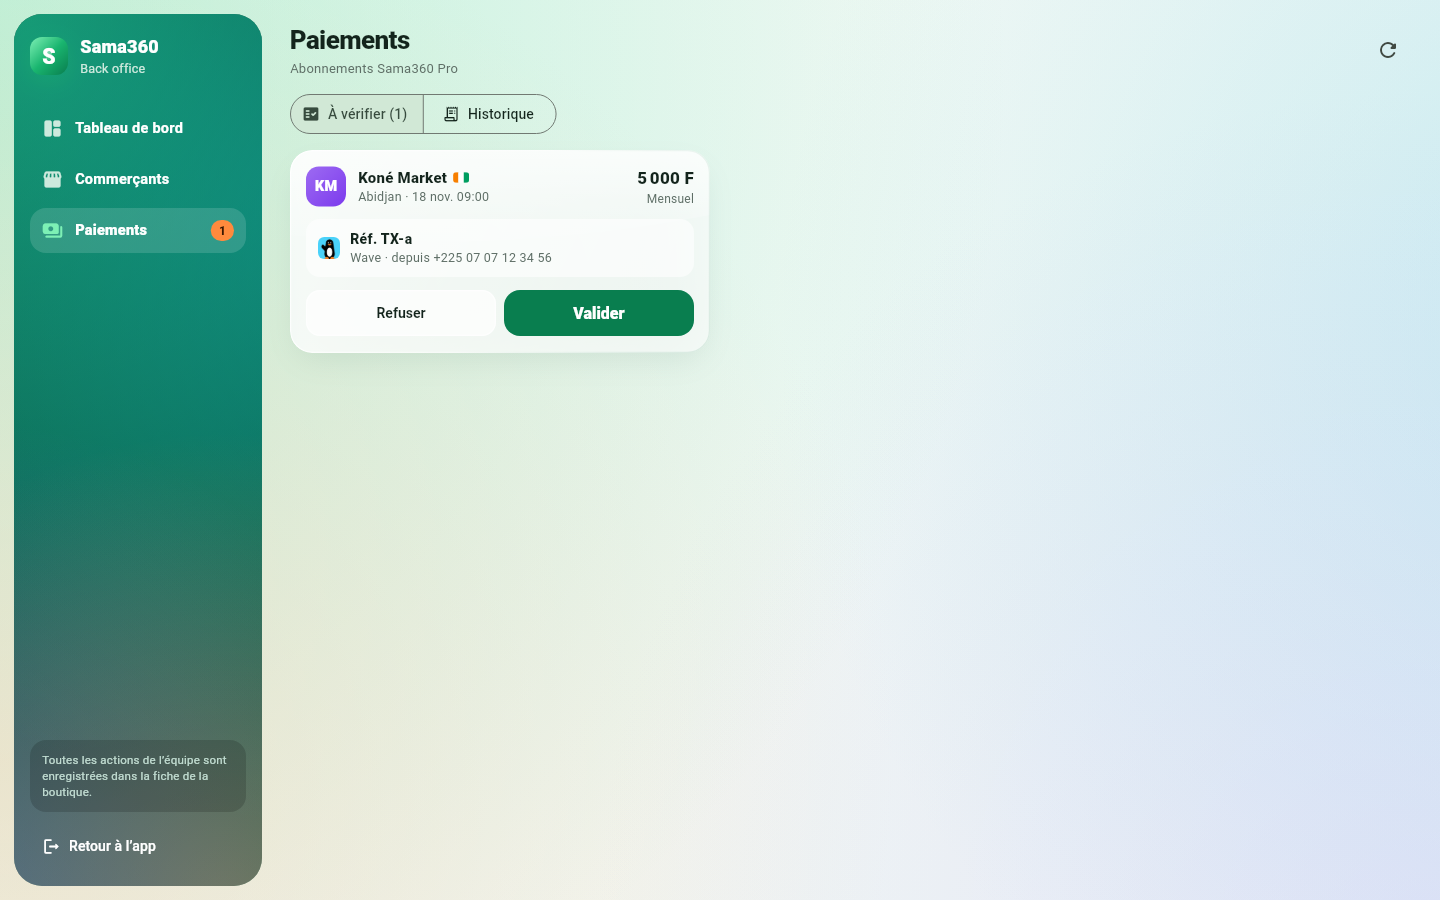 S
Sama360
Back office
Tableau de bord
Commerçants
Paiements
1
Toutes les actions de l'équipe sont
enregistrées dans la fiche de la
boutique.
Retour à l'app
Paiements
Abonnements Sama360 Pro
À vérifier (1)
Historique
KM
Koné Market
5 000 F
Abidjan · 18 nov. 09:00
Mensuel
Réf. TX-a
Wave · depuis +225 07 07 12 34 56
Refuser
Valider